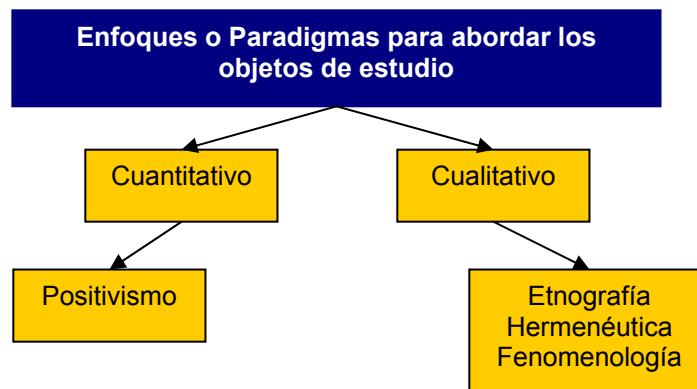 Enfoques o Paradigmas para abordar los
objetos de estudio
Cuantitativo
Cualitativo
Positivismo
Etnografía
Hermenéutica
Fenomenología